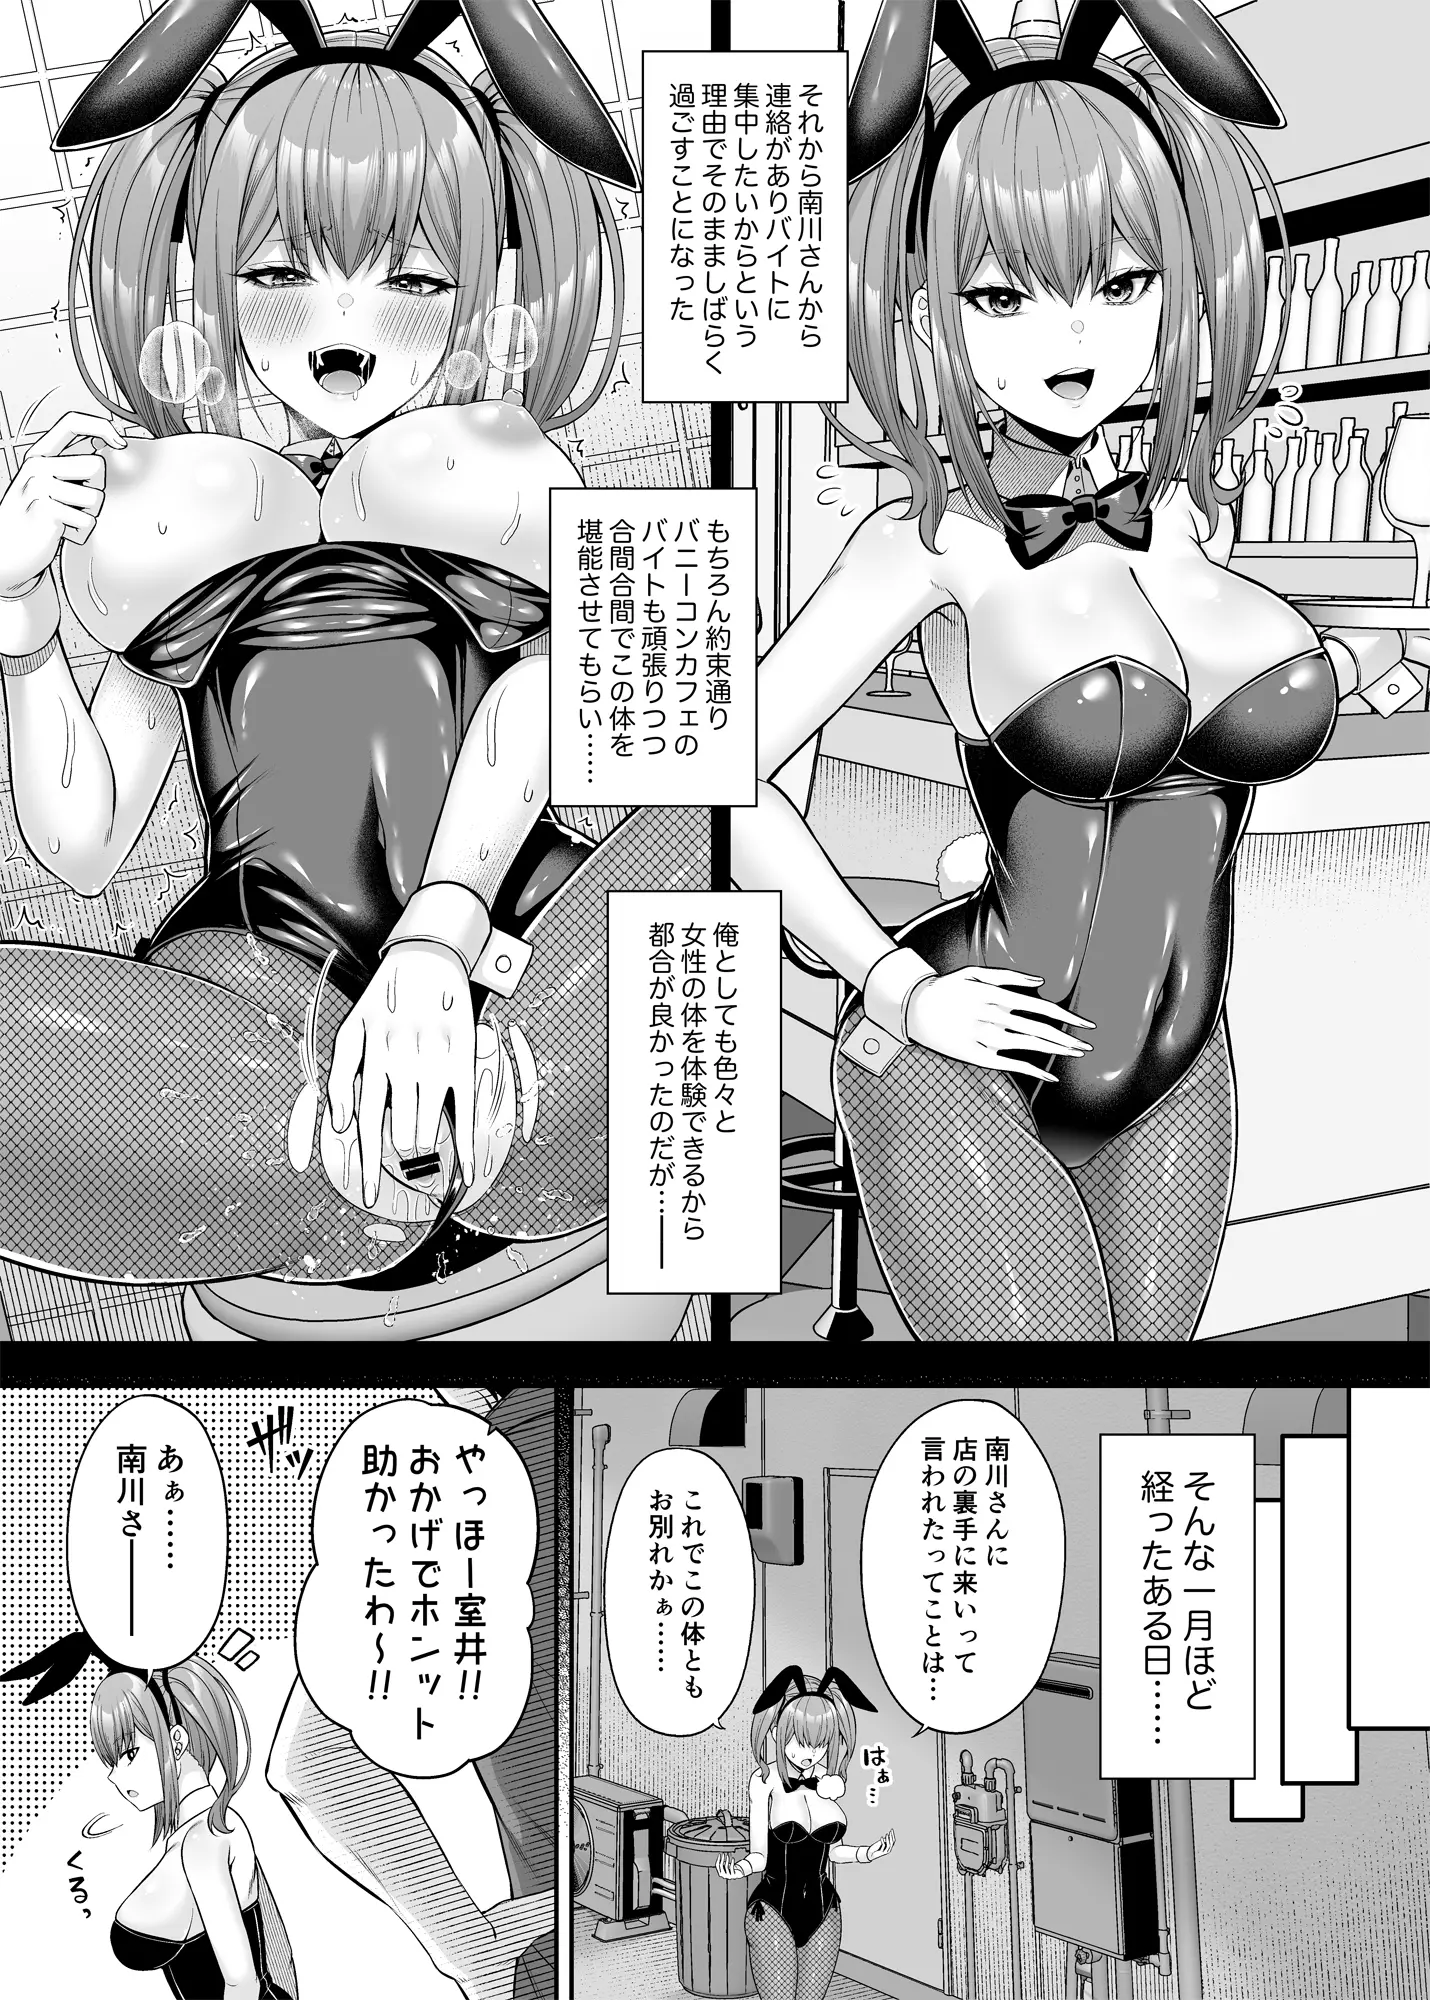 それから南川さんから
連絡がありバイトに
集中したいからという
理由でそのまましばらく
過ごすことになった
もちろん約束通り
バニーコンカフェの
バイトも頑張りつつ
合間合間でこの体を
堪能させてもらい……
俺としても色々と
女性の体を体験できるから
都合が良かったのだが…━━
そんな一月ほど
経ったある日……
南川さんに
店の裏手に来いって
言われたってことは…
これでこの体とも
お別れかぁ……
はぁ…
やっほー室井!!
おかげでホンット
助かったわ〜!!
ザッ
あぁ……
南川さ━━
くるっ